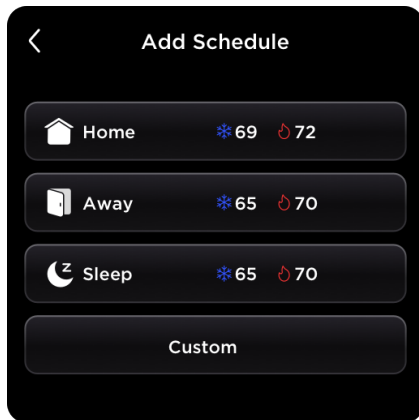 Add Schedule
Home 69 72
Away 65 70
Sleep 65 70
Custom